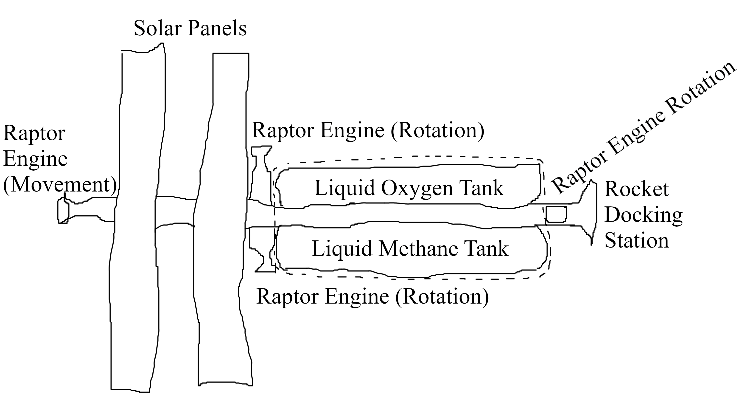 Solar Panels
Raptor
Engine
(Movement)
Raptor Engine (Rotation)
Raptor Engine Rotation
Liquid Oxygen Tank
Rocket
Docking
Station
Liquid Methane Tank
Raptor Engine (Rotation)